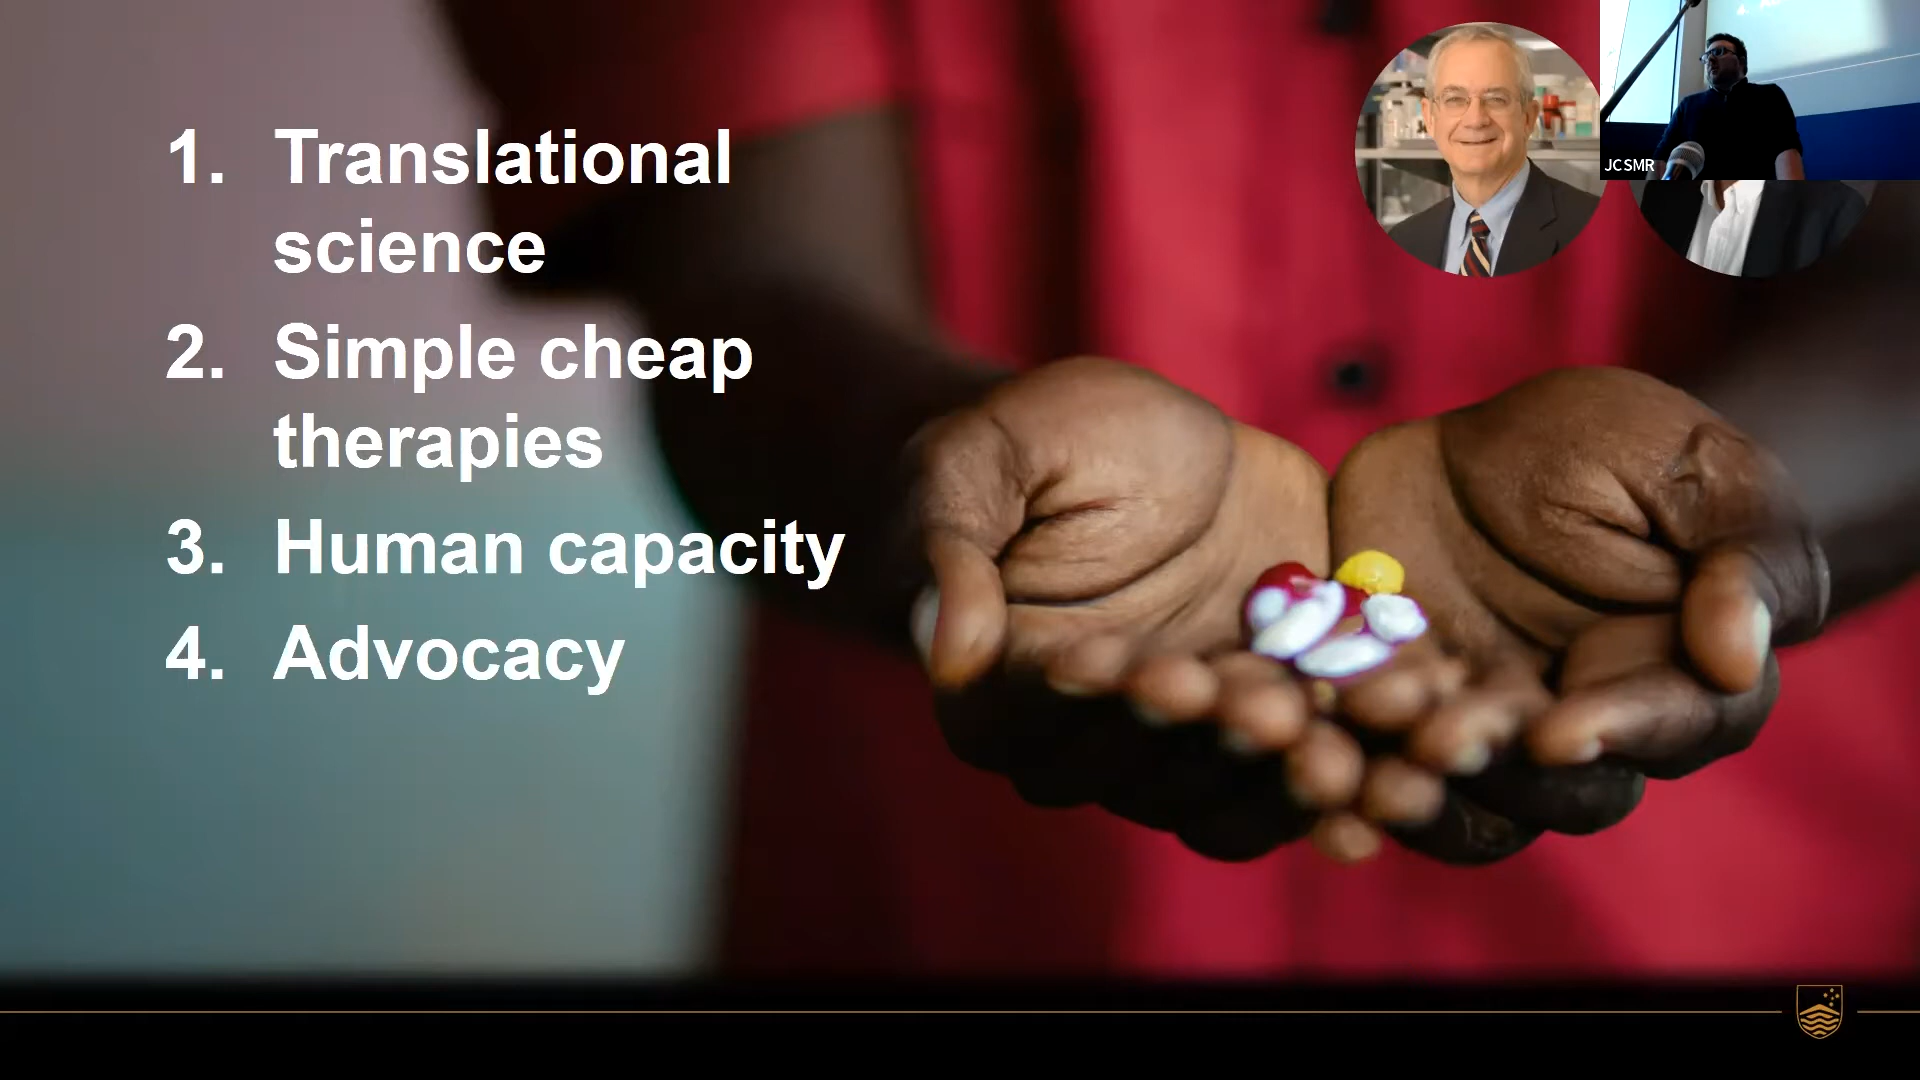 1. Translational
science
2. Simple cheap
therapies
3. Human capacity
4. Advocacy
JCSMR